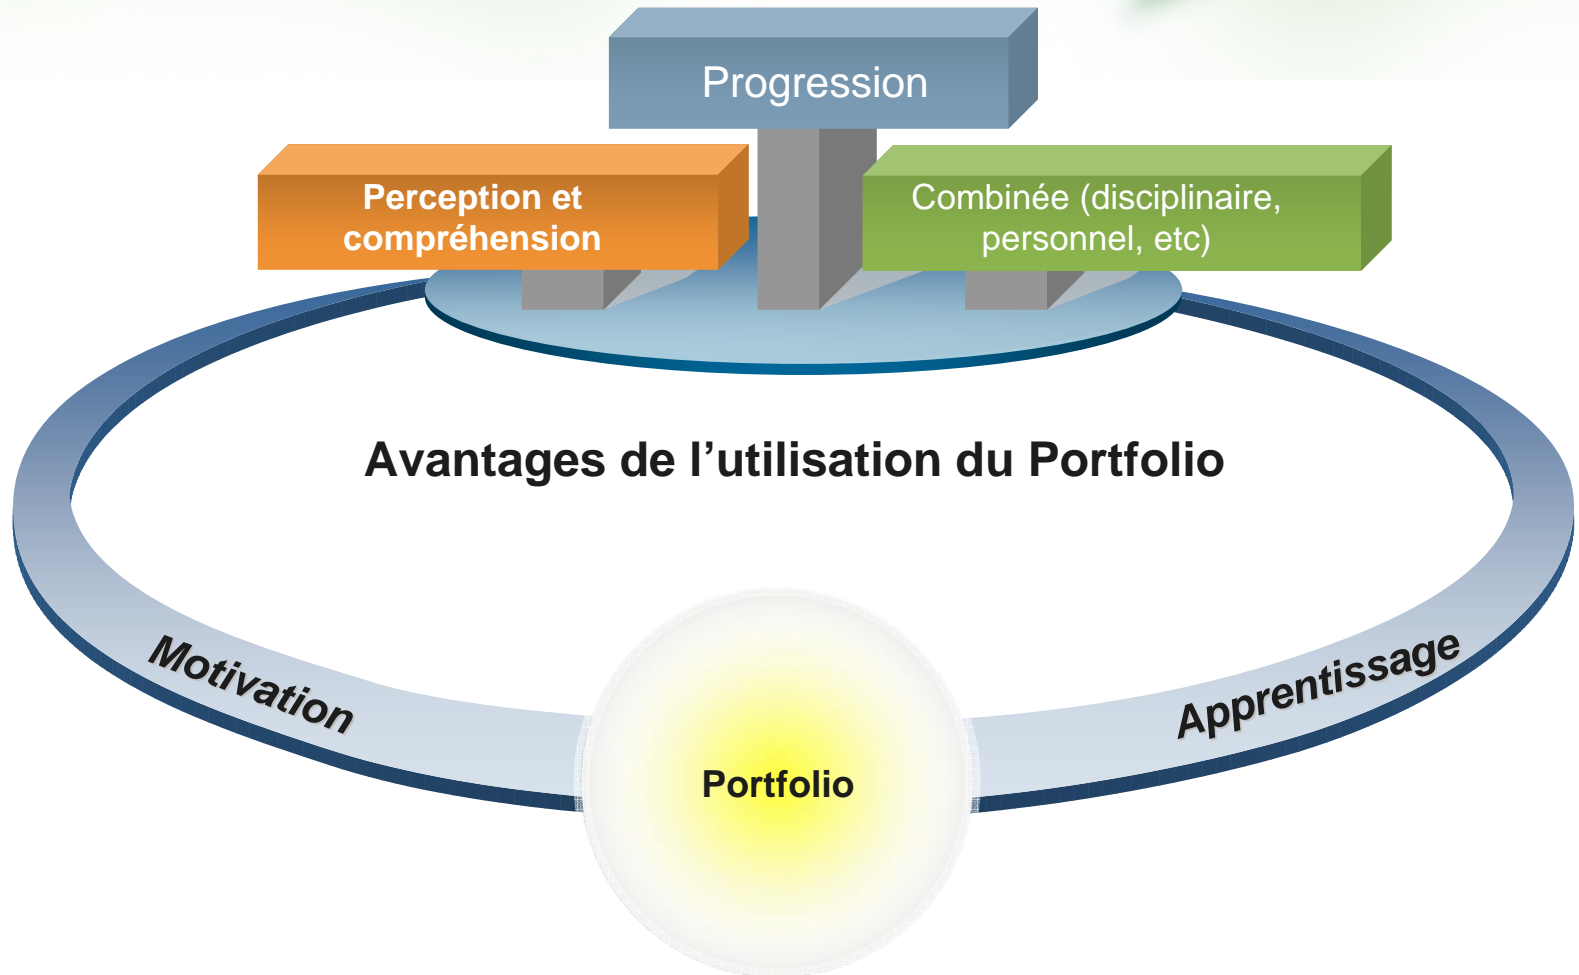 Progression
Perception et
compréhension
Combinée (disciplinaire,
personnel, etc)
Avantages de l’utilisation du Portfolio
Motivation
Apprentissage
Portfolio